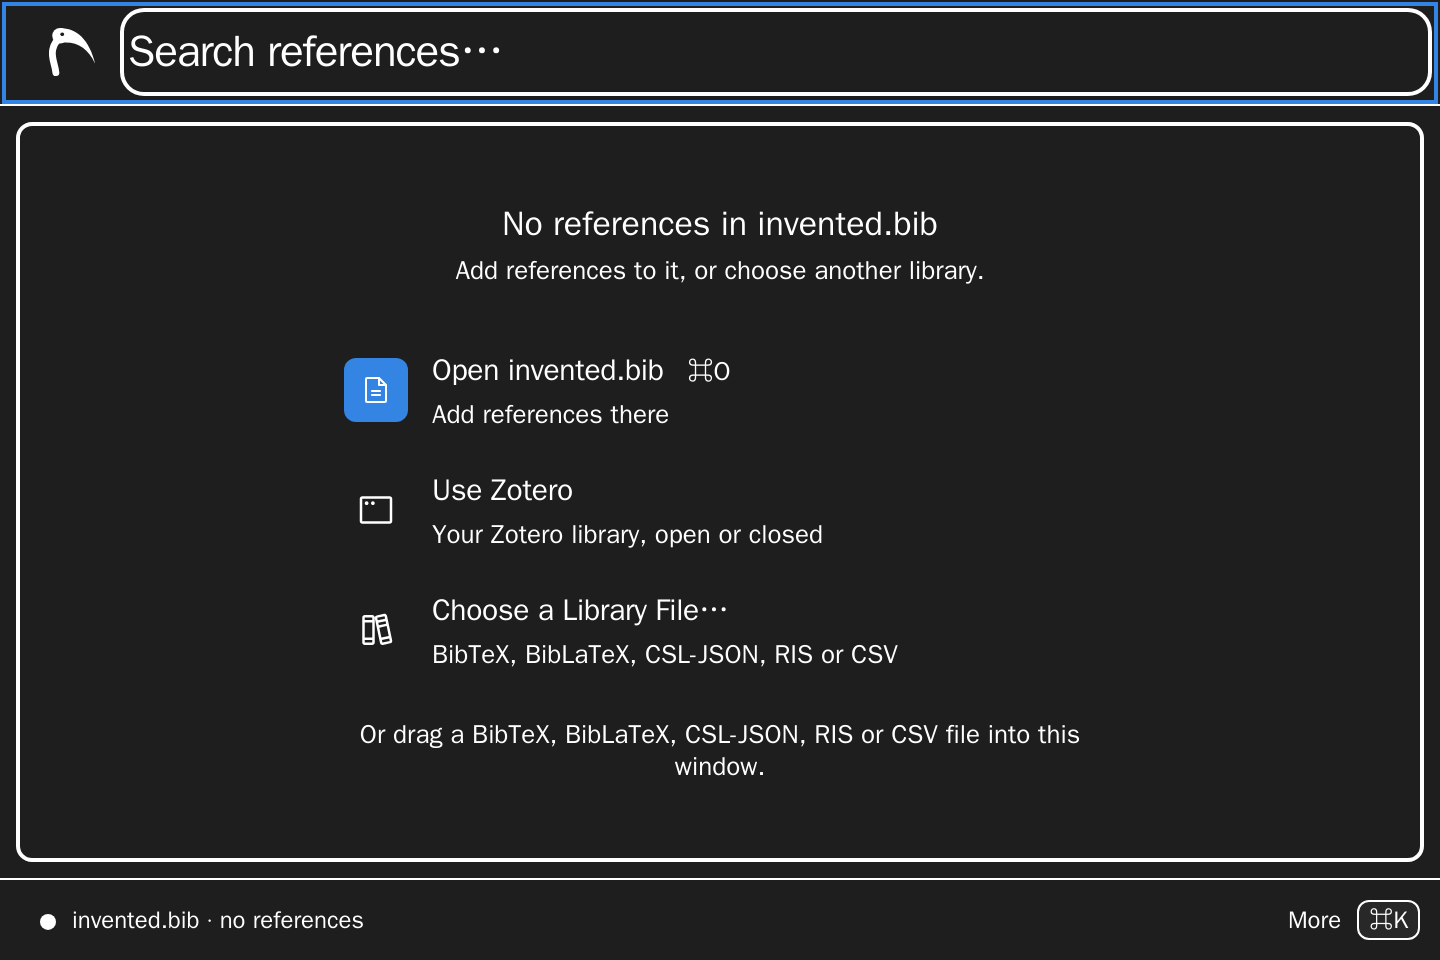 Search references…
No references in invented.bib
Add references to it, or choose another library.
Open invented.bib ⌘O
Add references there
Use Zotero
Your Zotero library, open or closed
Choose a Library File…
BibTeX, BibLaTeX, CSL-JSON, RIS or CSV
Or drag a BibTeX, BibLaTeX, CSL-JSON, RIS or CSV file into this
window.
invented.bib · no references
More ⌘K